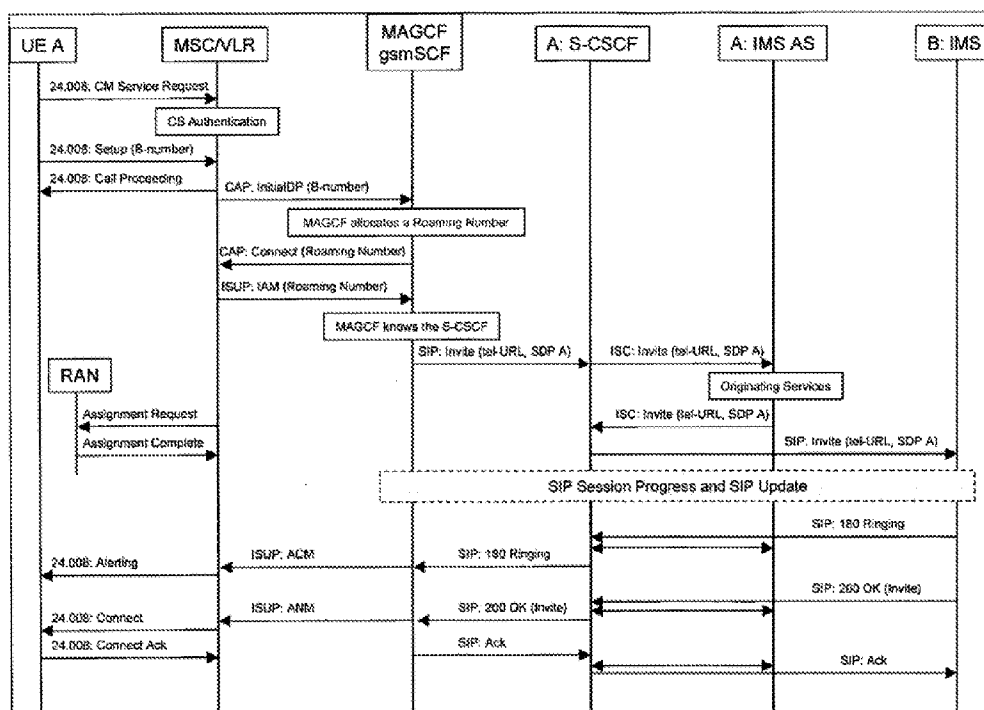 UE A
MSC/VLR
MAGCF
gsmSCF
A: S-CSCF
A: IMS AS
B: IMS
24.008: CM Service Request
CS Authentication
24.008: Setup (B-number)
24.008: Call Proceeding
CAP: InitialDP (B-number)
MAGCF allocates a Roaming Number
CAP: Connect (Roaming Number)
ISUP: IAM (Roaming Number)
MAGCF knows the S-CSCF
SIP: Invite (tel-URL, SDP A)
ISC: Invite (tel-URL, SDP A)
RAN
Originating Services
Assignment Request
ISC: Invite (tel-URL, SDP A)
Assignment Complete
SIP: Invite (tel-URL, SDP A)
SIP Session Progress and SIP Update
SIP: 180 Ringing
24.008: Alerting
ISUP: ACM
SIP: 180 Ringing
SIP: 200 OK (Invite)
24.008: Connect
ISUP: ANM
SIP: 200 OK (Invite)
24.008: Connect Ack
SIP: Ack
SIP: Ack